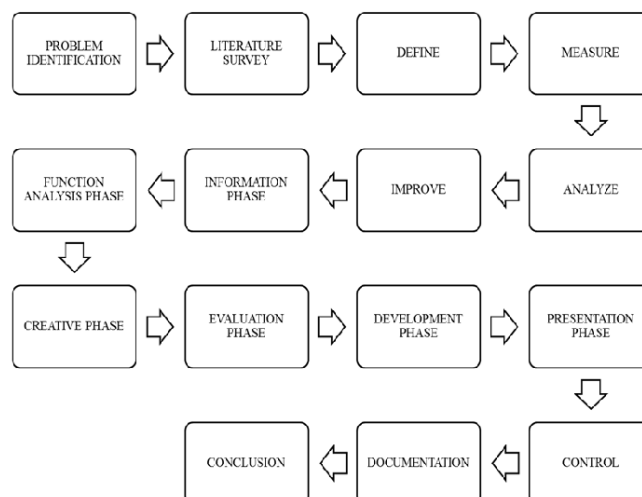 PROBLEM
IDENTIFICATION
LITERATURE
SURVEY
DEFINE
MEASURE
ANALYZE
IMPROVE
INFORMATION
PHASE
FUNCTION
ANALYSIS PHASE
CREATIVE PHASE
EVALUATION
PHASE
DEVELOPMENT
PHASE
PRESENTATION
PHASE
CONTROL
DOCUMENTATION
CONCLUSION